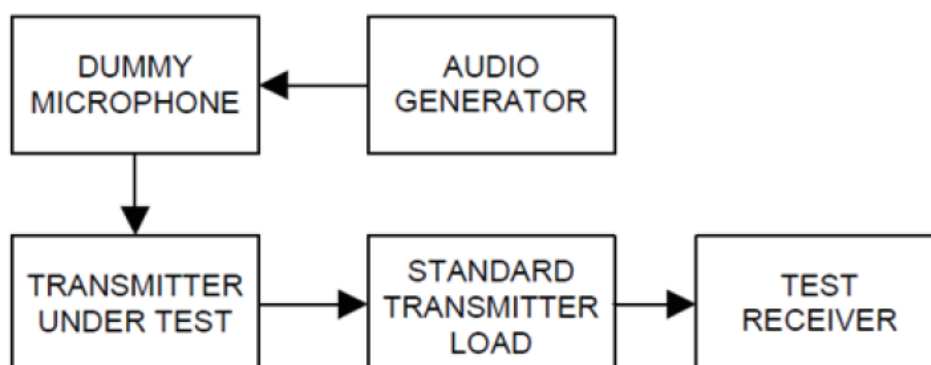 DUMMY
MICROPHONE
AUDIO
GENERATOR
TRANSMITTER
UNDER TEST
STANDARD
TRANSMITTER
LOAD
TEST
RECEIVER